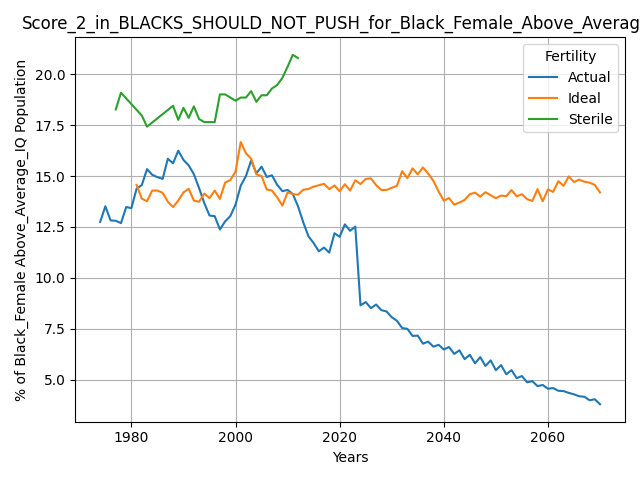 Score_2_in_BLACKS_SHOULD_NOT_PUSH_for_Black_Female_Above_Averag
Fertility
Actual
Ideal
Sterile
% of Black_Female Above_Average_IQ Population
20.0
17.5
15.0
12.5
10.0
7.5
5.0
1980 2000 2020 2040 2060
Years